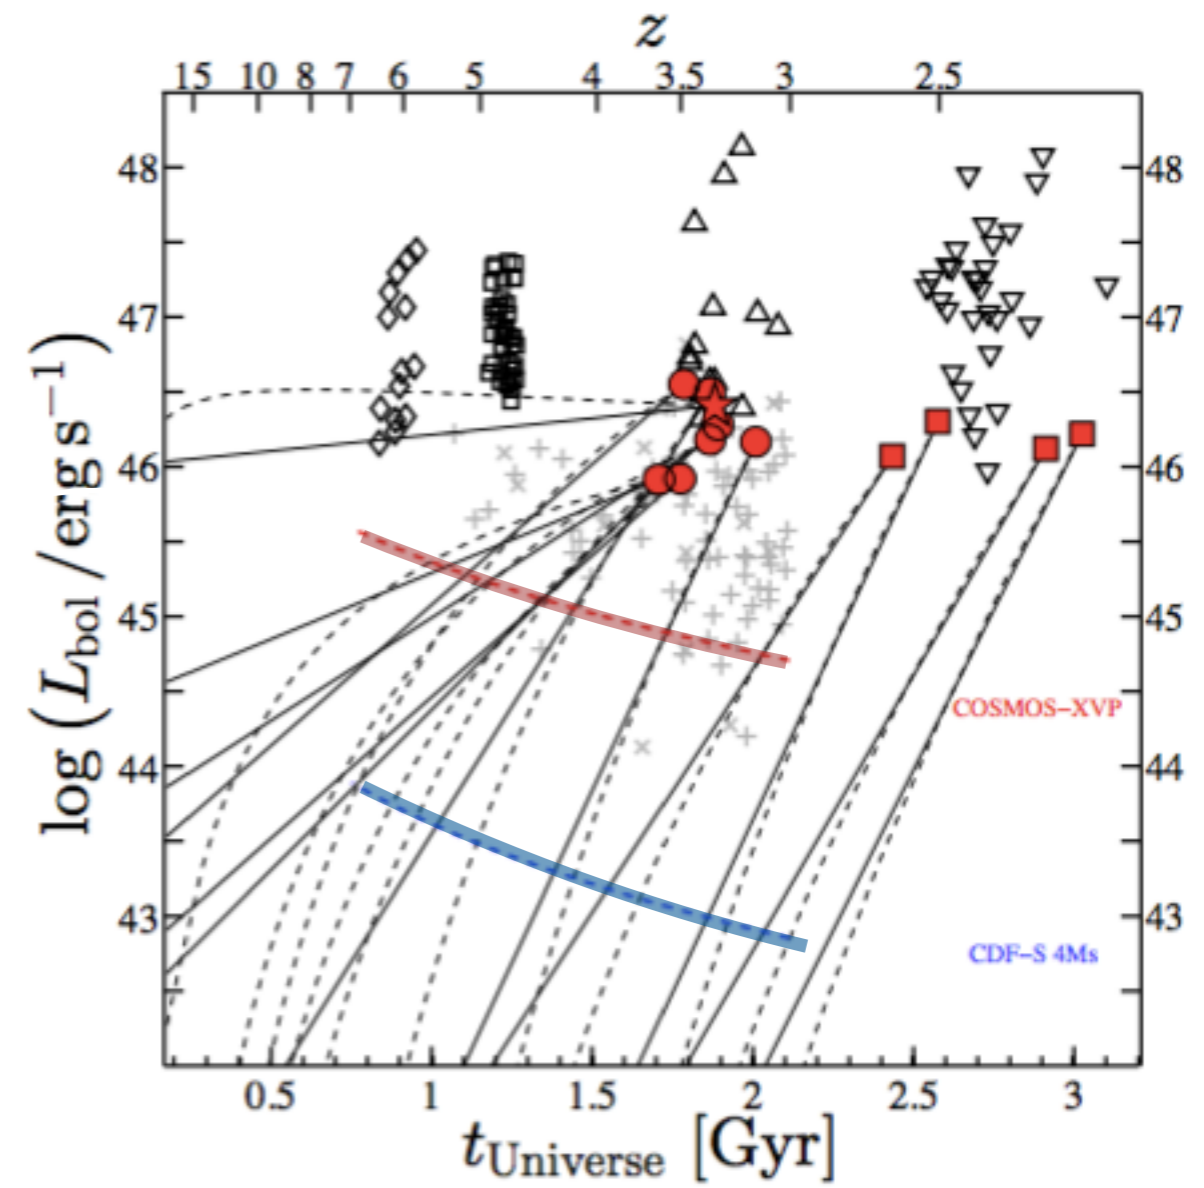 z
15 10 8 7 6 5 4 3.5 3 2.5
48 48
47 47
46 46
45 45
COSMOS–XVP
44 44
43 43
CDF–S 4Ms
log (L_bol /erg s^−1)
0.5 1 1.5 2 2.5 3
t_Universe [Gyr]